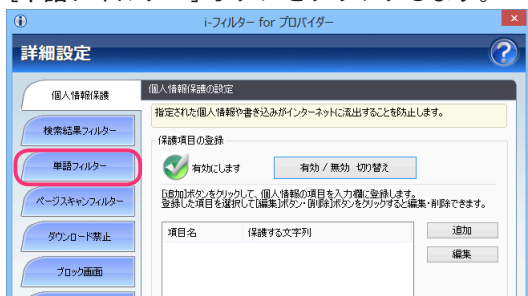 i-フィルター for プロバイダー
詳細設定
個人情報保護
検索結果フィルター
単語フィルター
ページスキャンフィルター
ダウンロード禁止
ブロック画面
個人情報保護の設定
指定された個人情報や書き込みがインターネットに流出することを防止します。
保護項目の登録
有効にします
有効 / 無効 切り替え
[追加]ボタンをクリックして、個人情報の項目を入力欄に登録します。
登録した項目を選択して[編集]ボタン・[削除]ボタンをクリックすると編集・削除できます。
項目名 保護する文字列
追加
編集